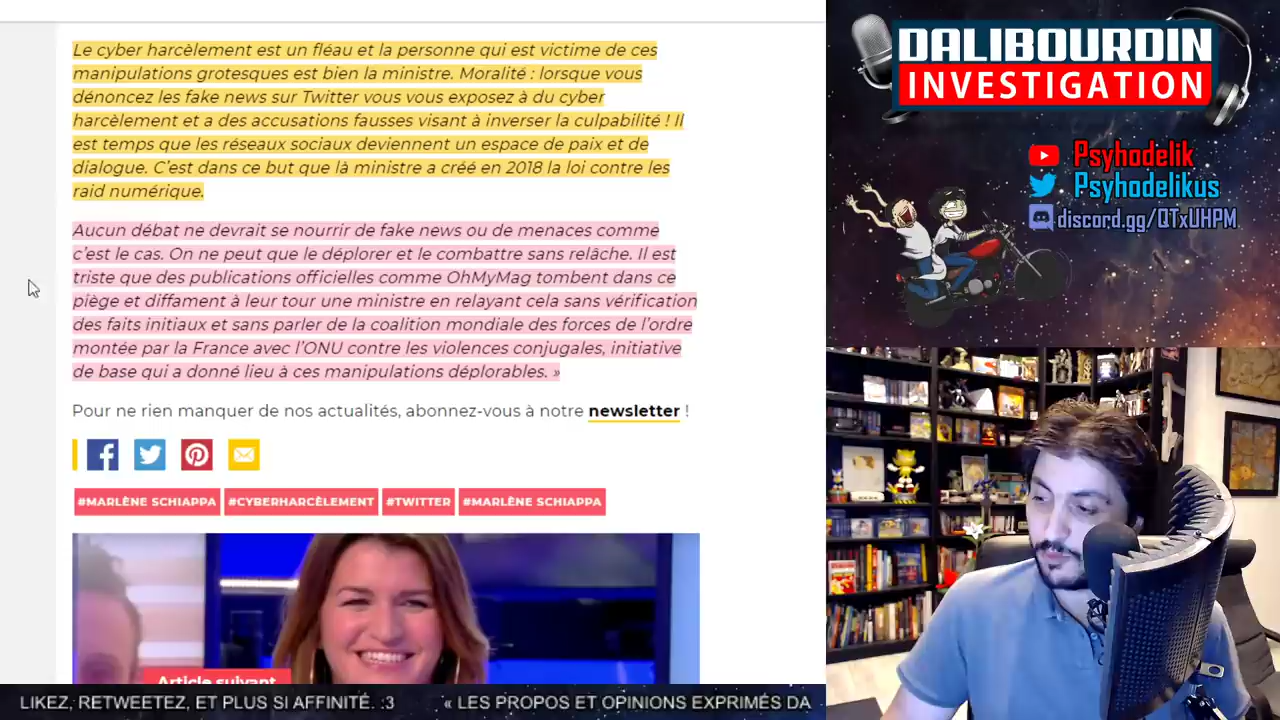 Le cyber harcèlement est un fléau et la personne qui est victime de ces
manipulations grotesques est bien la ministre. Moralité : lorsque vous
dénoncez les fake news sur Twitter vous vous exposez à du cyber
harcèlement et a des accusations fausses visant à inverser la culpabilité ! Il
est temps que les réseaux sociaux deviennent un espace de paix et de
dialogue. C’est dans ce but que là ministre a créé en 2018 la loi contre les
raid numérique.
Aucun débat ne devrait se nourrir de fake news ou de menaces comme
c’est le cas. On ne peut que le déplorer et le combattre sans relâche. Il est
triste que des publications officielles comme OhMyMag tombent dans ce
piège et diffament à leur tour une ministre en relayant cela sans vérification
des faits initiaux et sans parler de la coalition mondiale des forces de l’ordre
montée par la France avec l’ONU contre les violences conjugales, initiative
de base qui a donné lieu à ces manipulations déplorables. »
Pour ne rien manquer de nos actualités, abonnez-vous à notre newsletter !
#MARLÈNE SCHIAPPA #CYBERHARCÈLEMENT #TWITTER #MARLÈNE SCHIAPPA
Article suivant
DALIBOURDIN
INVESTIGATION
Psyhodelik
Psyhodelikus
discord.gg/QTxUHPM
LIKEZ, RETWEETEZ, ET PLUS SI AFFINITÉ. :3 « LES PROPOS ET OPINIONS EXPRIMÉS DA